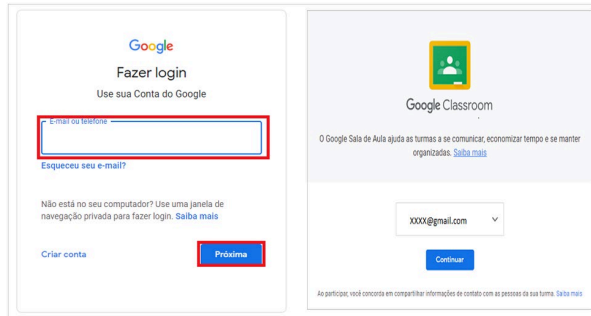 Google
Fazer login
Use sua Conta do Google
E-mail ou telefone
Esqueceu seu e-mail?
Não está no seu computador? Use uma janela de
navegação privada para fazer login. Saiba mais
Criar conta
Próxima
Google Classroom
O Google Sala de Aula ajuda as turmas a se comunicar, economizar tempo e se manter
organizadas. Saiba mais
XXXX@gmail.com
Continuar
Ao participar, você concorda em compartilhar informações de contato com as pessoas da sua turma. Saiba mais